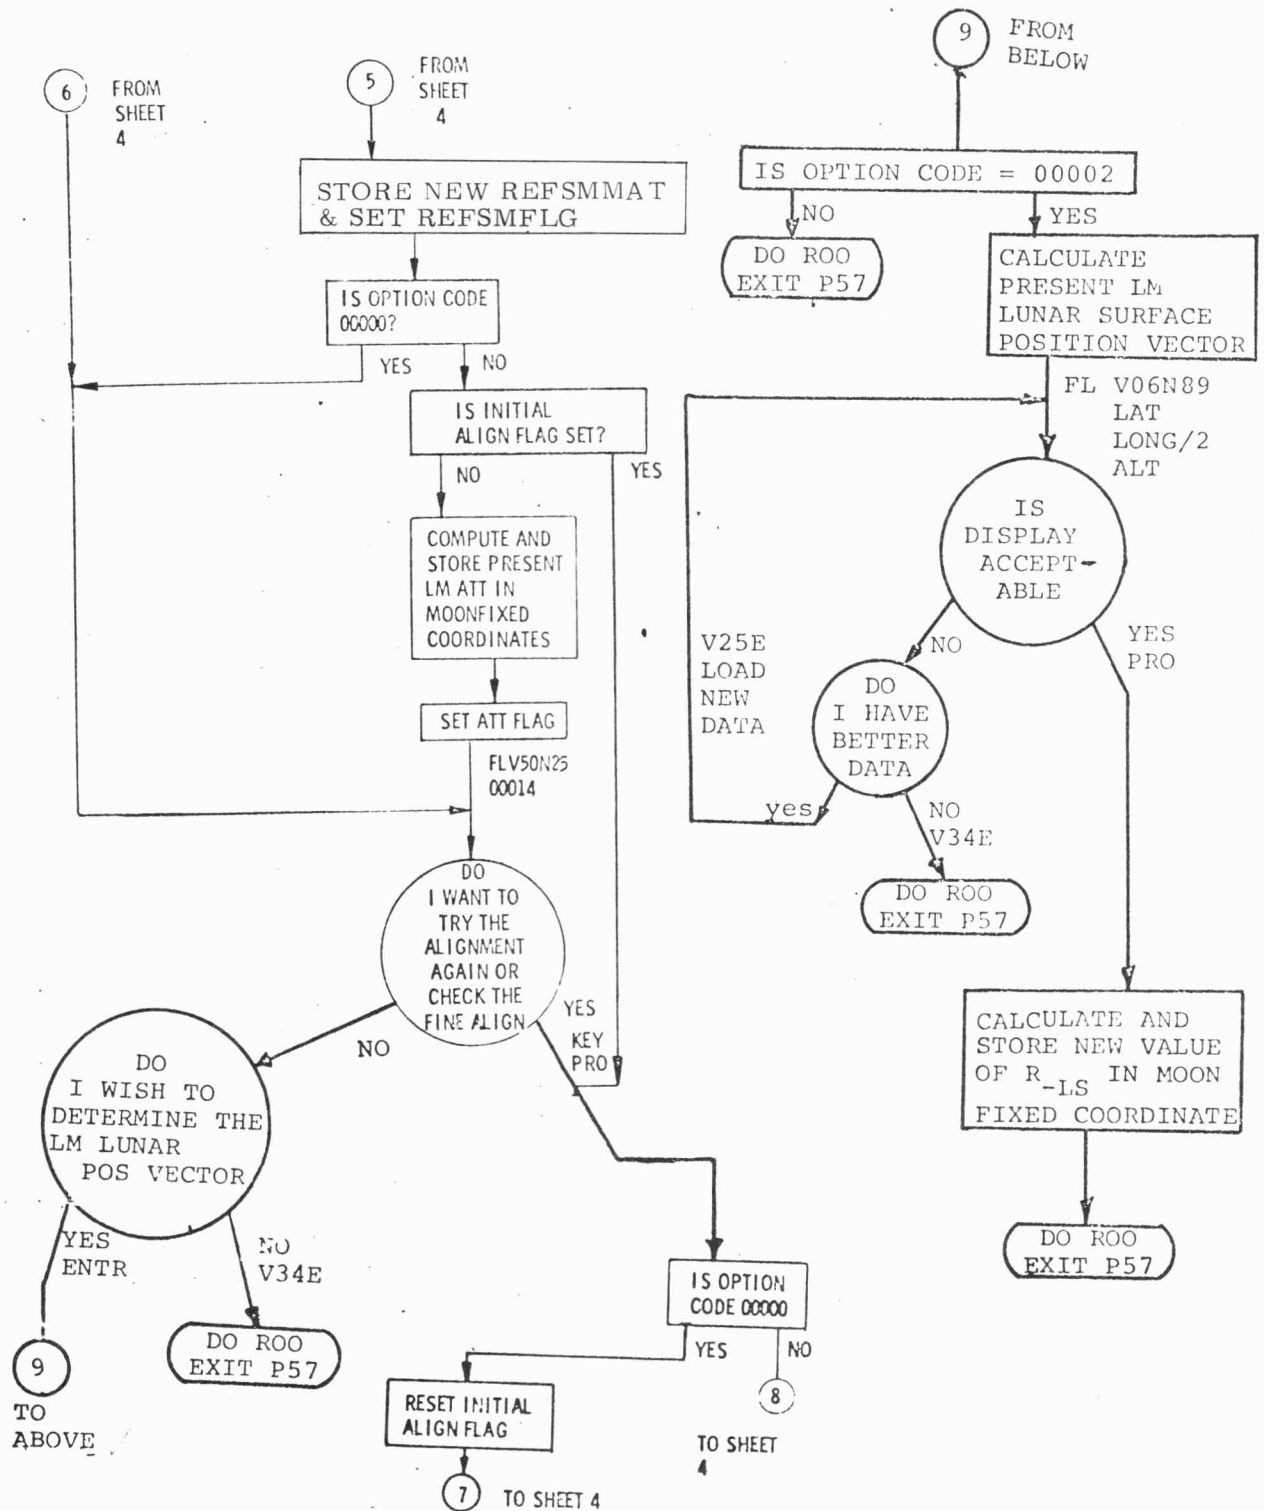 6
FROM
SHEET
4
5
FROM
SHEET
4
STORE NEW REFSMMAT
& SET REFSMFLG
IS OPTION CODE
00000?
YES
NO
IS INITIAL
ALIGN FLAG SET?
NO
YES
COMPUTE AND
STORE PRESENT
LM ATT IN
MOONFIXED
COORDINATES
SET ATT FLAG
FLV50N25
00014
DO
I WANT TO
TRY THE
ALIGNMENT
AGAIN OR
CHECK THE
FINE ALIGN
NO
YES
KEY
PRO
DO
I WISH TO
DETERMINE THE
LM LUNAR
POS VECTOR
YES
ENTR
NO
V34E
9
TO
ABOVE
DO ROO
EXIT P57
IS OPTION
CODE 00000
YES
NO
RESET INITIAL
ALIGN FLAG
7
TO SHEET 4
8
TO SHEET
4
9
FROM
BELOW
IS OPTION CODE = 00002
NO
YES
DO ROO
EXIT P57
CALCULATE
PRESENT LM
LUNAR SURFACE
POSITION VECTOR
FL V06N89
LAT
LONG/2
ALT
IS
DISPLAY
ACCEPT-
ABLE
NO
YES
PRO
V25E
LOAD
NEW
DATA
DO
I HAVE
BETTER
DATA
yes
NO
V34E
DO ROO
EXIT P57
CALCULATE AND
STORE NEW VALUE
OF R-LS IN MOON
FIXED COORDINATE
DO ROO
EXIT P57